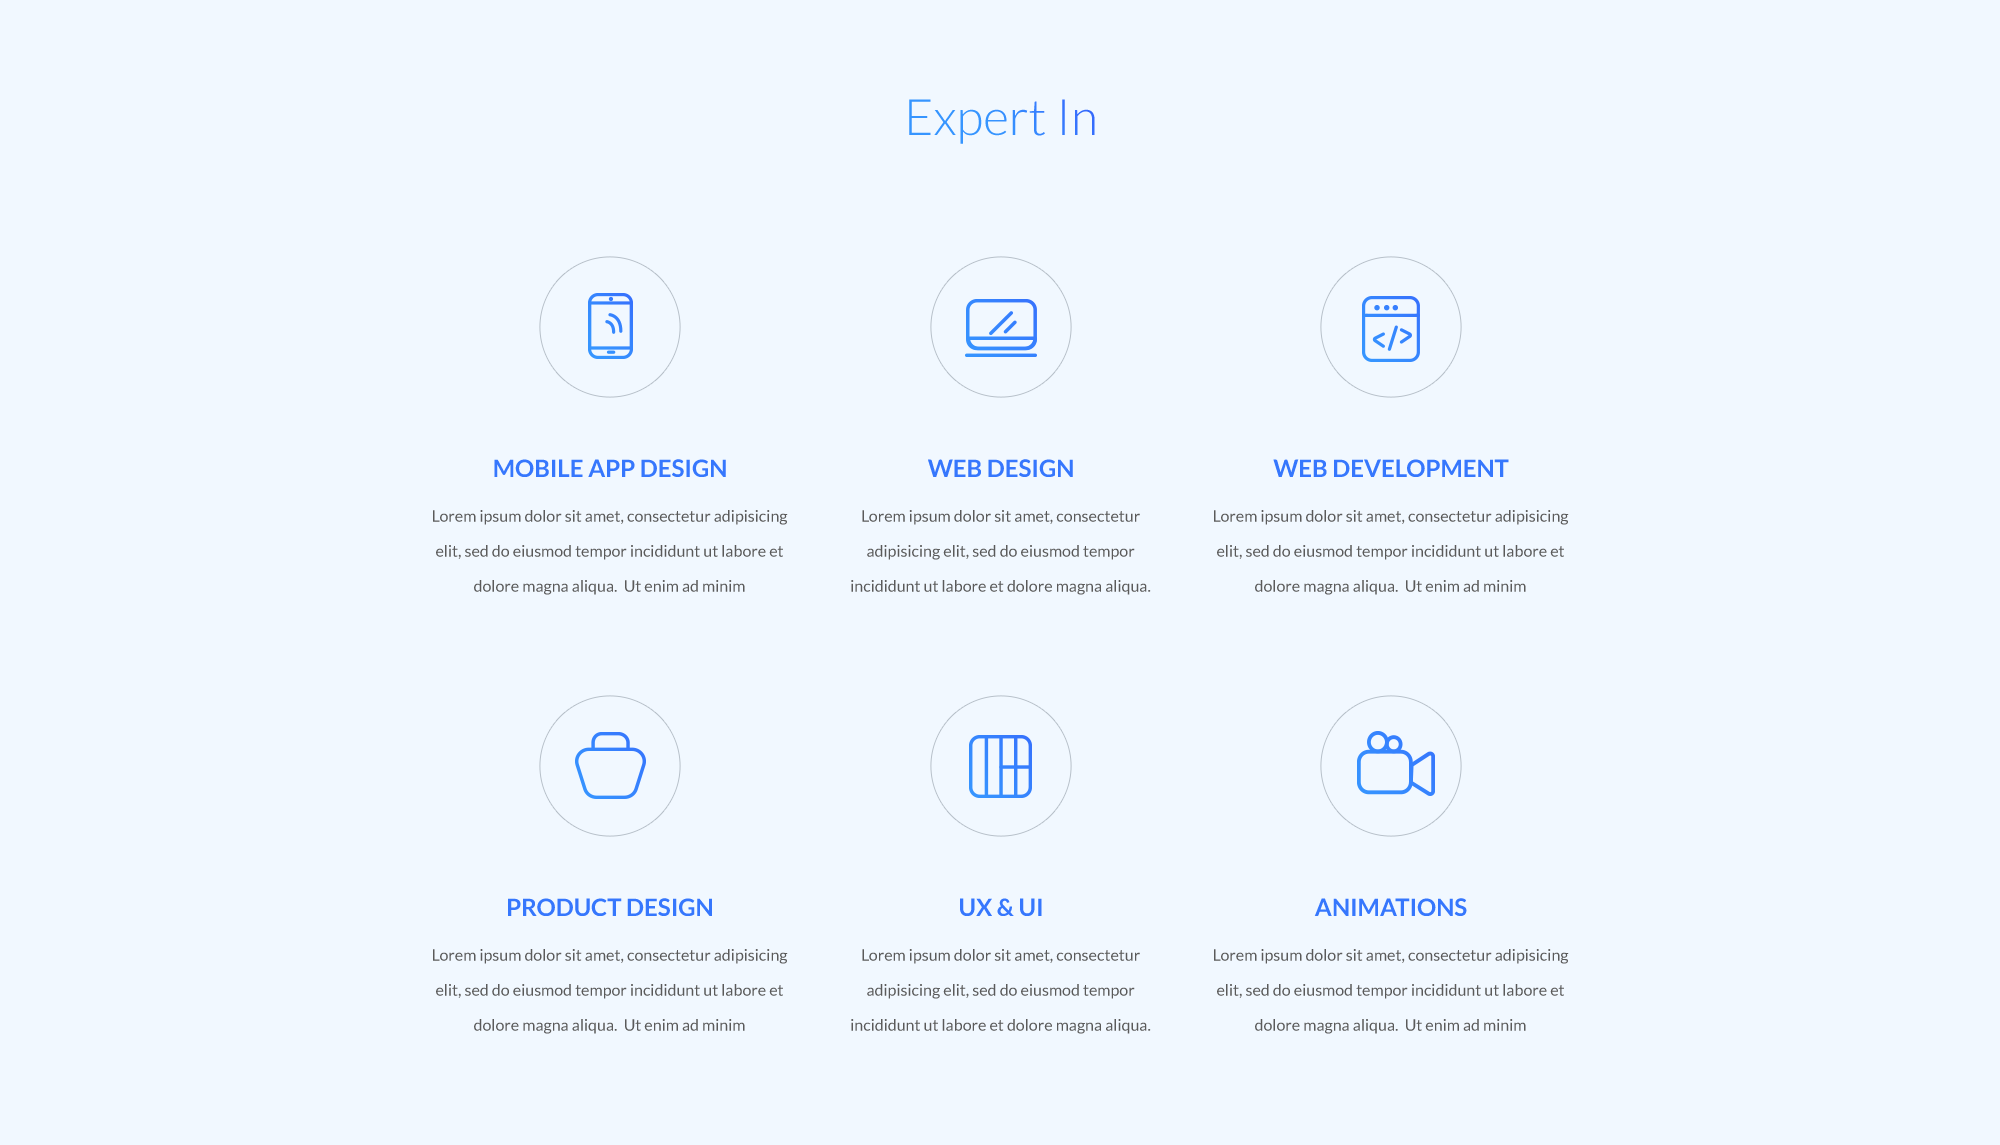 Expert In
MOBILE APP DESIGN
Lorem ipsum dolor sit amet, consectetur adipisicing
elit, sed do eiusmod tempor incididunt ut labore et
dolore magna aliqua.  Ut enim ad minim
WEB DESIGN
Lorem ipsum dolor sit amet, consectetur
adipisicing elit, sed do eiusmod tempor
incididunt ut labore et dolore magna aliqua.
WEB DEVELOPMENT
Lorem ipsum dolor sit amet, consectetur adipisicing
elit, sed do eiusmod tempor incididunt ut labore et
dolore magna aliqua.  Ut enim ad minim
PRODUCT DESIGN
Lorem ipsum dolor sit amet, consectetur adipisicing
elit, sed do eiusmod tempor incididunt ut labore et
dolore magna aliqua.  Ut enim ad minim
UX & UI
Lorem ipsum dolor sit amet, consectetur
adipisicing elit, sed do eiusmod tempor
incididunt ut labore et dolore magna aliqua.
ANIMATIONS
Lorem ipsum dolor sit amet, consectetur adipisicing
elit, sed do eiusmod tempor incididunt ut labore et
dolore magna aliqua.  Ut enim ad minim